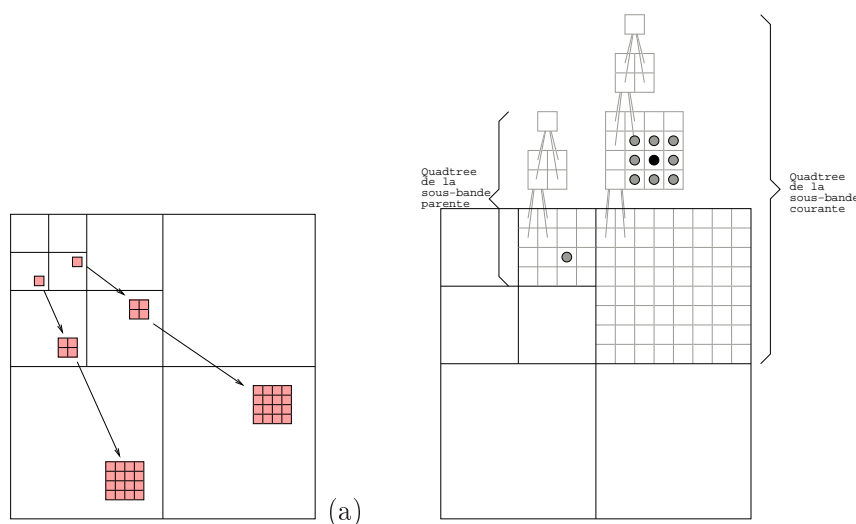 Quadtree
de la
sous-bande
parente
Quadtree
de la
sous-bande
courante
(a)